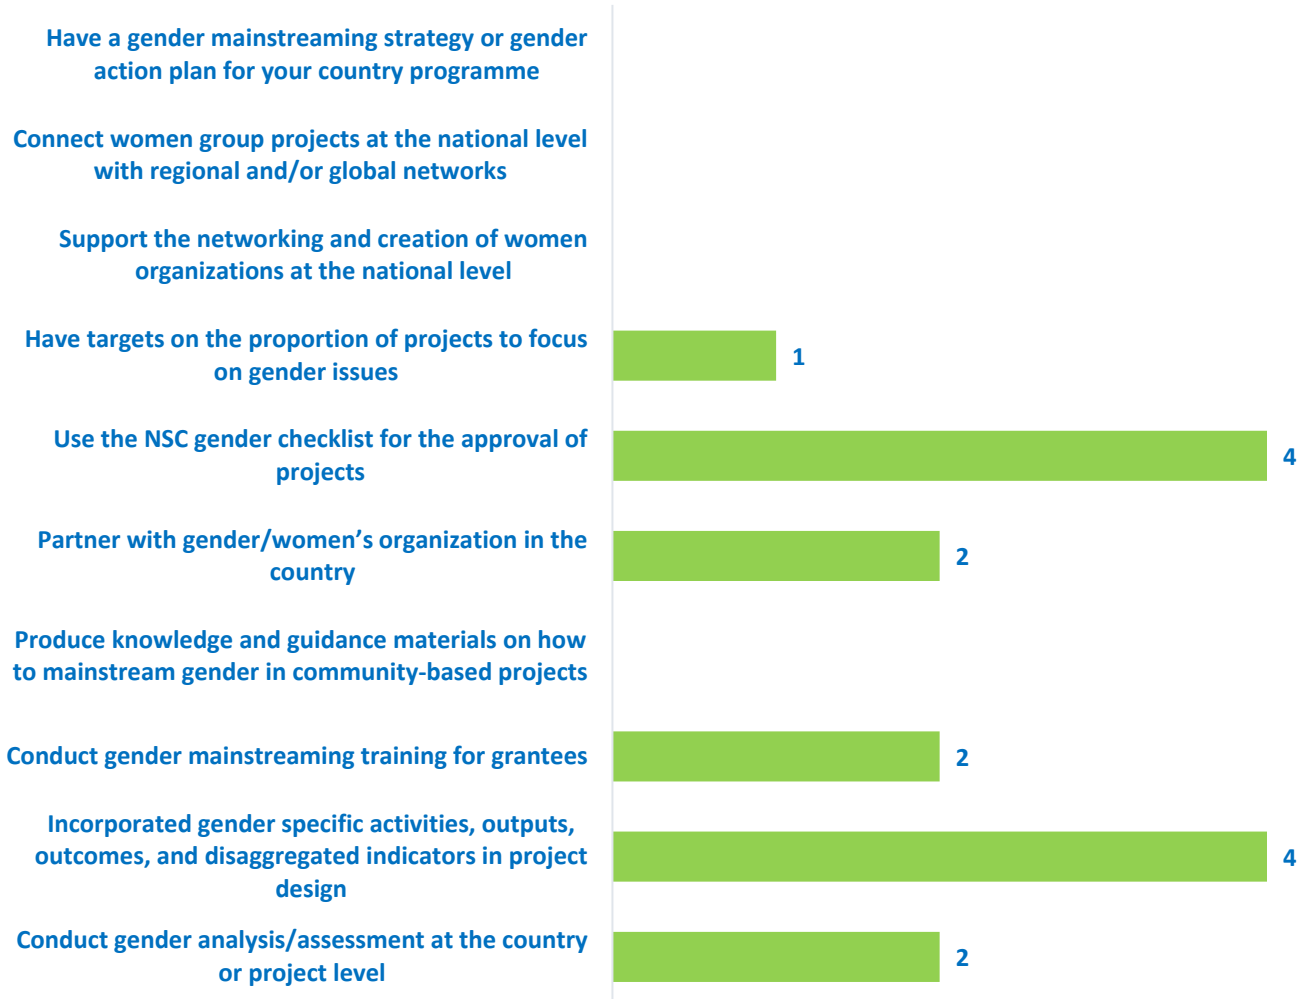 Have a gender mainstreaming strategy or gender
action plan for your country programme
Connect women group projects at the national level
with regional and/or global networks
Support the networking and creation of women
organizations at the national level
Have targets on the proportion of projects to focus
on gender issues
1
Use the NSC gender checklist for the approval of
projects
4
Partner with gender/women’s organization in the
country
2
Produce knowledge and guidance materials on how
to mainstream gender in community-based projects
Conduct gender mainstreaming training for grantees
2
Incorporated gender specific activities, outputs,
outcomes, and disaggregated indicators in project
design
4
Conduct gender analysis/assessment at the country
or project level
2